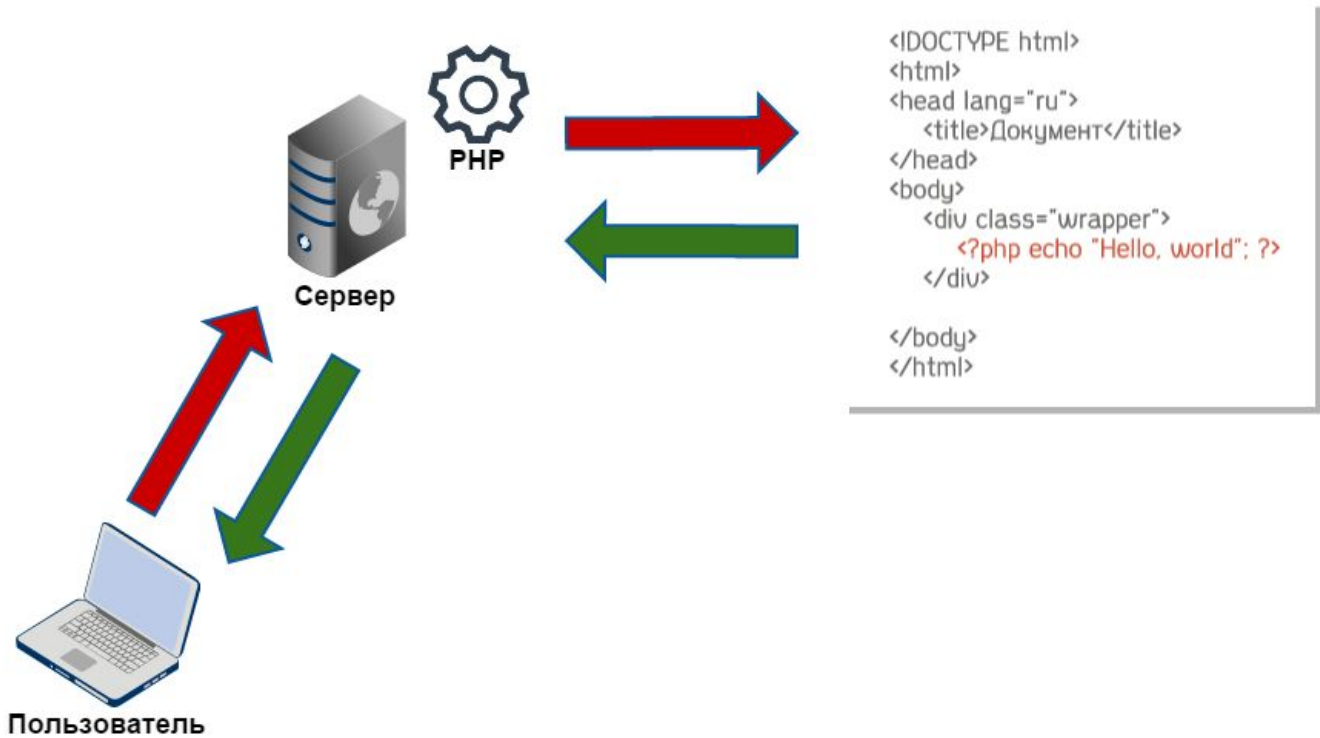 PHP
Сервер
Пользователь
<!DOCTYPE html>
<html>
<head lang="ru">
<title>Документ</title>
</head>
<body>
<div class="wrapper">
<?php echo "Hello, world"; ?>
</div>
</body>
</html>